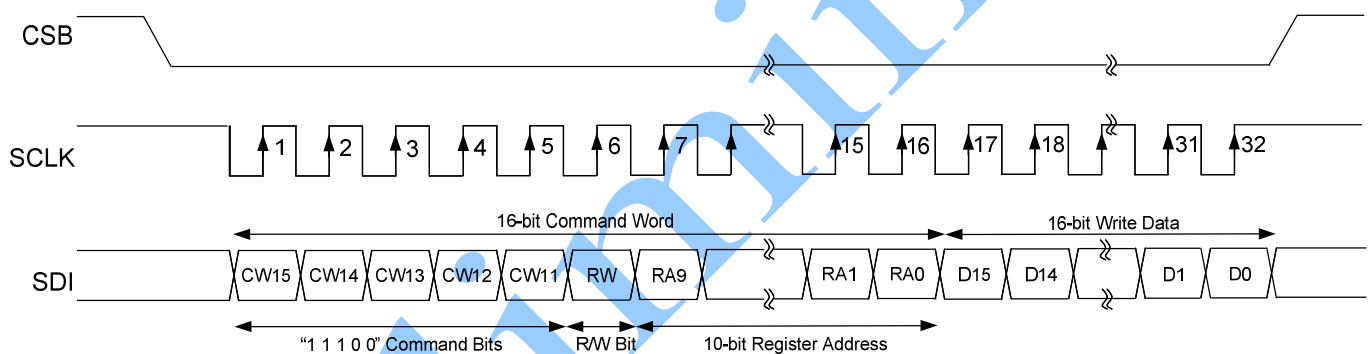 CSB
SCLK
1 2 3 4 5 6 7 15 16 17 18 31 32
16-bit Command Word 16-bit Write Data
SDI
CW15 CW14 CW13 CW12 CW11 RW RA9 RA1 RA0 D15 D14 D1 D0
“1 1 1 0 0” Command Bits R/W Bit 10-bit Register Address